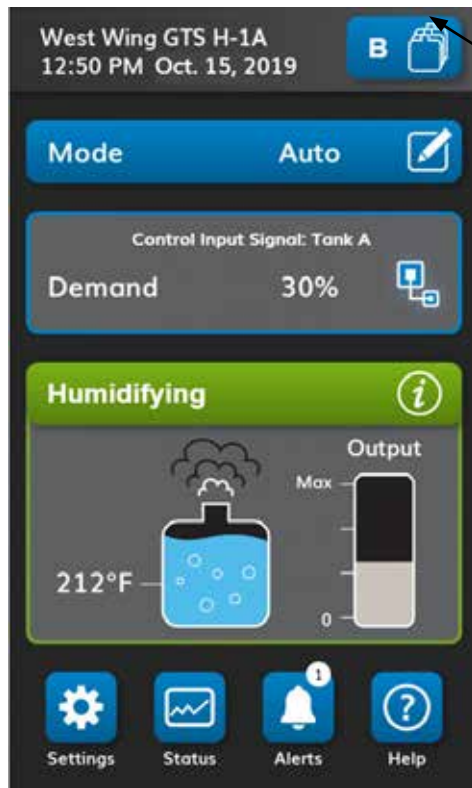 West Wing GTS H-1A
12:50 PM Oct. 15, 2019
B
Mode Auto
Control Input Signal: Tank A
Demand 30%
Humidifying i
Output
Max
212°F
0
1
Settings Status Alerts ? Help